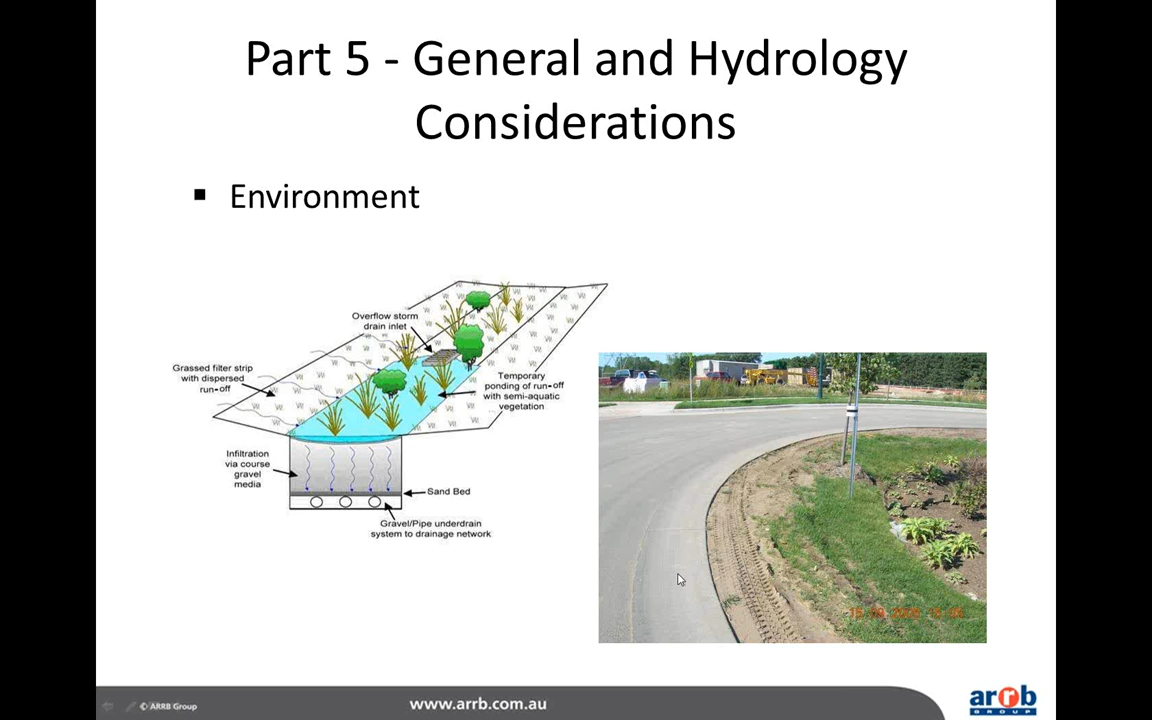 Part 5 - General and Hydrology
Considerations
▪ Environment
Overflow storm
drain inlet
Grassed filter strip
with dispersed
run-off
Temporary
ponding of run-off
with semi-aquatic
vegetation
Infiltration
via course
gravel
media
Sand Bed
Gravel/Pipe underdrain
system to drainage network
© ARRB Group
www.arrb.com.au
arrb
GROUP